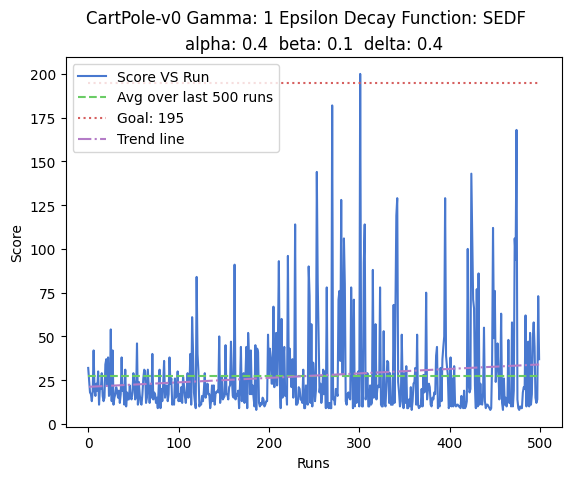 CartPole-v0 Gamma: 1 Epsilon Decay Function: SEDF
alpha: 0.4 beta: 0.1 delta: 0.4
Score VS Run
Avg over last 500 runs
Goal: 195
Trend line
200
175
150
125
100
75
50
25
0
Score
0 100 200 300 400 500
Runs